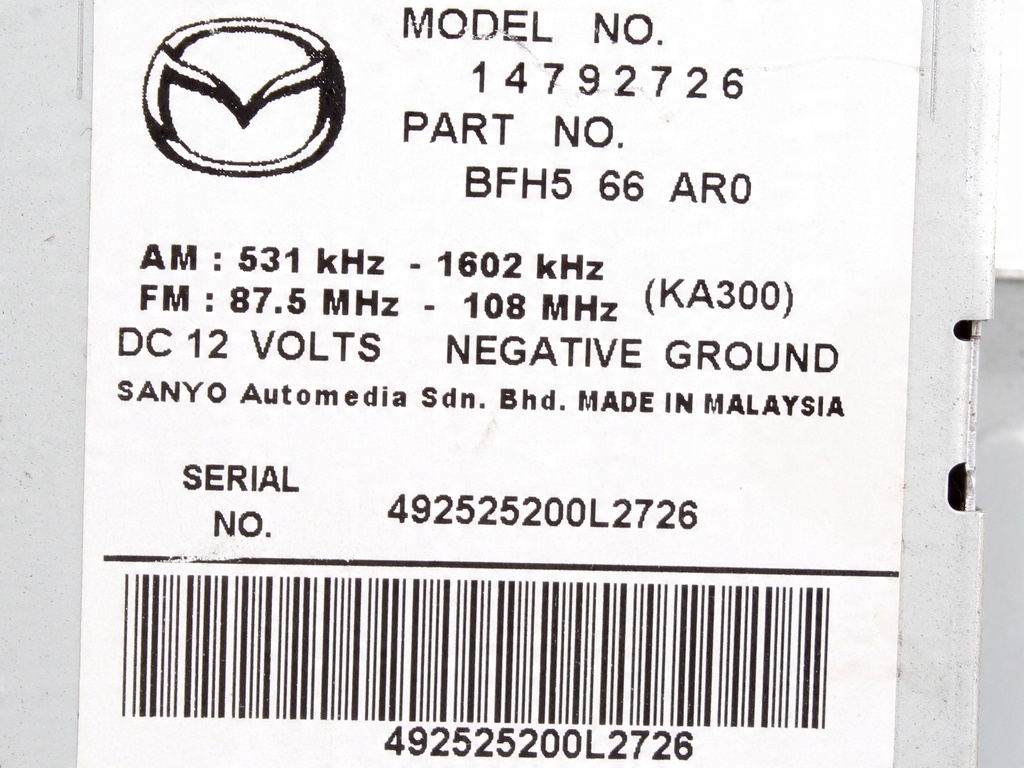 MODEL NO.
14792726
PART NO.
BFH5 66 AR0
AM : 531 kHz - 1602 kHz
FM : 87.5 MHz - 108 MHz (KA300)
DC 12 VOLTS NEGATIVE GROUND
SANYO Automedia Sdn. Bhd. MADE IN MALAYSIA
SERIAL
NO.
492525200L2726
492525200L2726